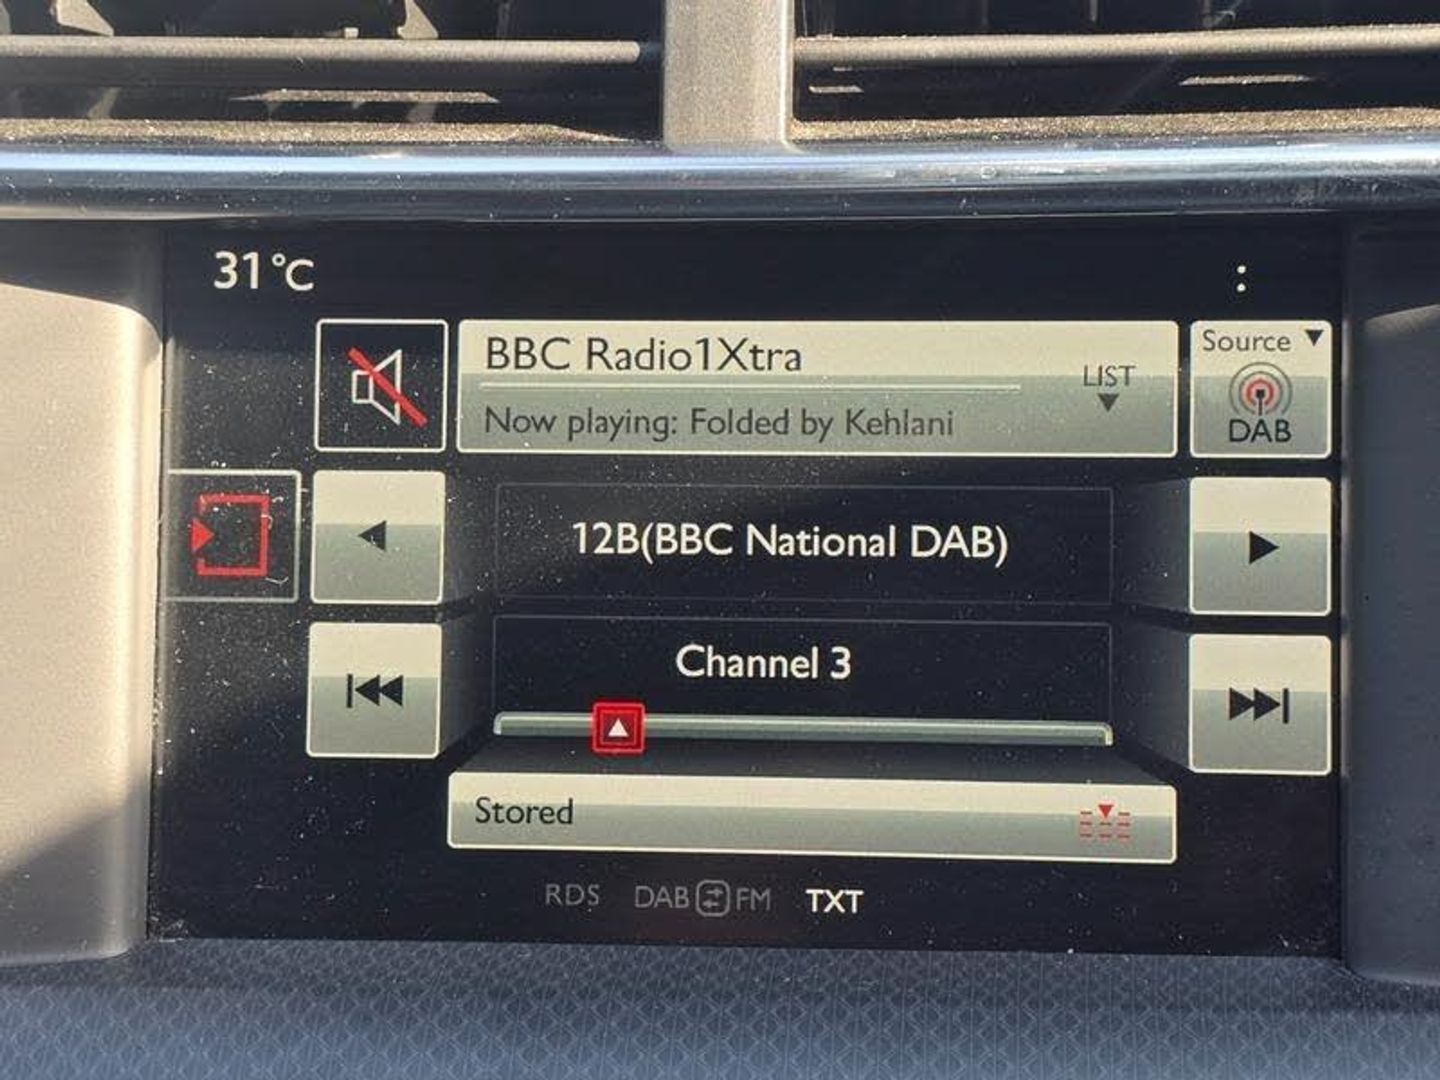 31°C
:
BBC Radio1Xtra
LIST
Source
Now playing: Folded by Kehlani
DAB
12B(BBC National DAB)
Channel 3
Stored
RDS DAB FM TXT